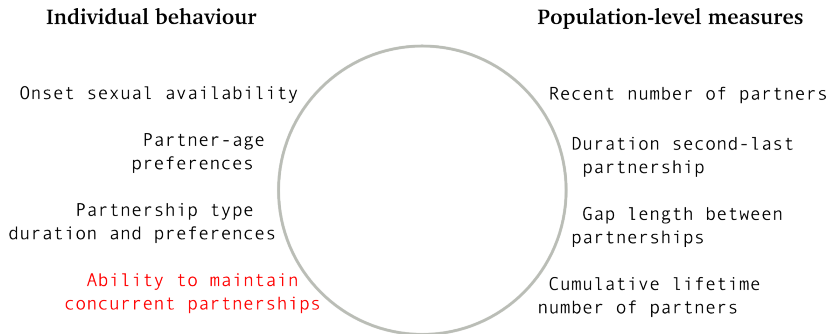 Individual behaviour
Onset sexual availability
Partner-age
preferences
Partnership type
duration and preferences
Ability to maintain
concurrent partnerships
Population-level measures
Recent number of partners
Duration second-last
partnership
Gap length between
partnerships
Cumulative lifetime
number of partners